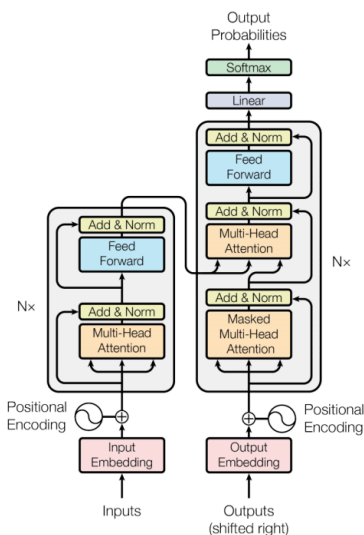 Output
Probabilities
Softmax
Linear
Add & Norm
Feed
Forward
Add & Norm
Multi-Head
Attention
Nx
Add & Norm
Masked
Multi-Head
Attention
Positional
Encoding
Output
Embedding
Outputs
(shifted right)
Add & Norm
Feed
Forward
Nx
Add & Norm
Multi-Head
Attention
Positional
Encoding
Input
Embedding
Inputs